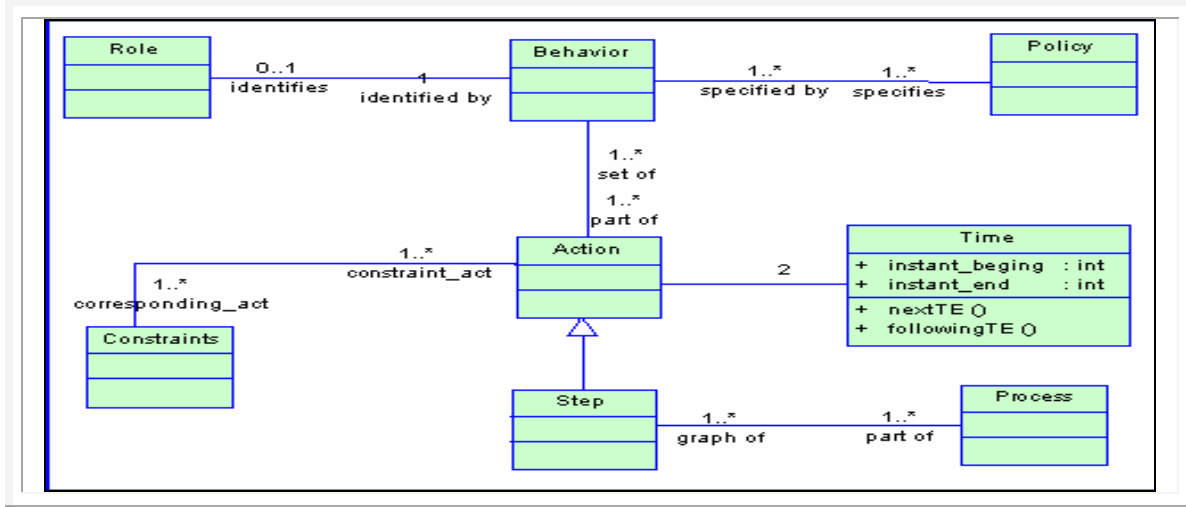 Role
0..1
identifies
1
identified by
Behavior
1..*
specified by
1..*
specifies
Policy
1..*
set of
1..*
part of
Action
1..*
constraint_act
1..*
corresponding_act
Constraints
2
Time
+ instant_beging : int
+ instant_end : int
+ nextTE ()
+ followingTE ()
Step
1..*
graph of
1..*
part of
Process